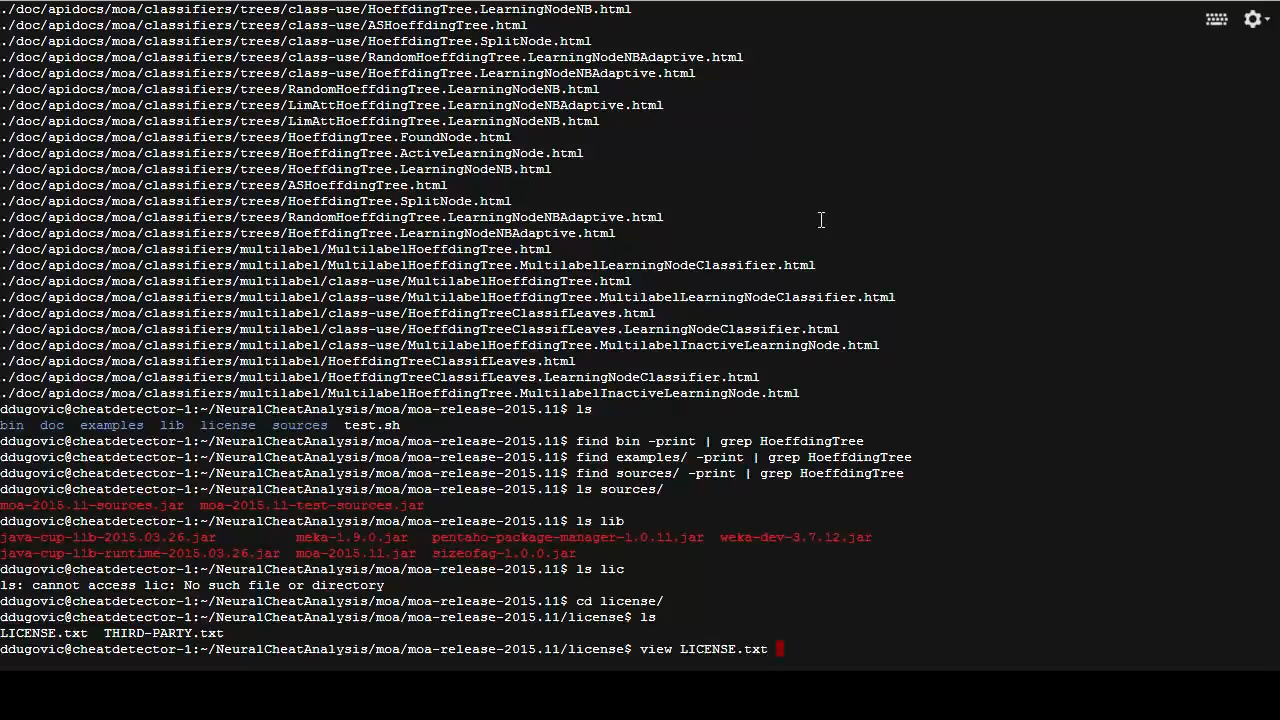 ./doc/apidocs/moa/classifiers/trees/class-use/HoeffdingTree.LearningNodeNB.html
./doc/apidocs/moa/classifiers/trees/class-use/ASHoeffdingTree.html
./doc/apidocs/moa/classifiers/trees/class-use/HoeffdingTree.SplitNode.html
./doc/apidocs/moa/classifiers/trees/class-use/RandomHoeffdingTree.LearningNodeNBAdaptive.html
./doc/apidocs/moa/classifiers/trees/class-use/HoeffdingTree.LearningNodeNBAdaptive.html
./doc/apidocs/moa/classifiers/trees/RandomHoeffdingTree.LearningNodeNB.html
./doc/apidocs/moa/classifiers/trees/LimAttHoeffdingTree.LearningNodeNBAdaptive.html
./doc/apidocs/moa/classifiers/trees/LimAttHoeffdingTree.LearningNodeNB.html
./doc/apidocs/moa/classifiers/trees/HoeffdingTree.FoundNode.html
./doc/apidocs/moa/classifiers/trees/HoeffdingTree.ActiveLearningNode.html
./doc/apidocs/moa/classifiers/trees/HoeffdingTree.LearningNodeNB.html
./doc/apidocs/moa/classifiers/trees/ASHoeffdingTree.html
./doc/apidocs/moa/classifiers/trees/HoeffdingTree.SplitNode.html
./doc/apidocs/moa/classifiers/trees/RandomHoeffdingTree.LearningNodeNBAdaptive.html
./doc/apidocs/moa/classifiers/trees/HoeffdingTree.LearningNodeNBAdaptive.html
./doc/apidocs/moa/classifiers/multilabel/MultilabelHoeffdingTree.html
./doc/apidocs/moa/classifiers/multilabel/MultilabelHoeffdingTree.MultilabelLearningNodeClassifier.html
./doc/apidocs/moa/classifiers/multilabel/class-use/MultilabelHoeffdingTree.html
./doc/apidocs/moa/classifiers/multilabel/class-use/MultilabelHoeffdingTree.MultilabelLearningNodeClassifier.html
./doc/apidocs/moa/classifiers/multilabel/class-use/HoeffdingTreeClassifLeaves.html
./doc/apidocs/moa/classifiers/multilabel/class-use/HoeffdingTreeClassifLeaves.LearningNodeClassifier.html
./doc/apidocs/moa/classifiers/multilabel/class-use/MultilabelHoeffdingTree.MultilabelInactiveLearningNode.html
./doc/apidocs/moa/classifiers/multilabel/HoeffdingTreeClassifLeaves.html
./doc/apidocs/moa/classifiers/multilabel/HoeffdingTreeClassifLeaves.LearningNodeClassifier.html
./doc/apidocs/moa/classifiers/multilabel/MultilabelHoeffdingTree.MultilabelInactiveLearningNode.html
ddugovic@cheatdetector-1:~/NeuralCheatAnalysis/moa/moa-release-2015.11$ ls
bin  doc  examples  lib  license  sources  test.sh
ddugovic@cheatdetector-1:~/NeuralCheatAnalysis/moa/moa-release-2015.11$ find bin -print | grep HoeffdingTree
ddugovic@cheatdetector-1:~/NeuralCheatAnalysis/moa/moa-release-2015.11$ find examples/ -print | grep HoeffdingTree
ddugovic@cheatdetector-1:~/NeuralCheatAnalysis/moa/moa-release-2015.11$ find sources/ -print | grep HoeffdingTree
ddugovic@cheatdetector-1:~/NeuralCheatAnalysis/moa/moa-release-2015.11$ ls sources/
moa-2015.11-sources.jar  moa-2015.11-test-sources.jar
ddugovic@cheatdetector-1:~/NeuralCheatAnalysis/moa/moa-release-2015.11$ ls lib
java-cup-11b-2015.03.26.jar          meka-1.9.0.jar   pentaho-package-manager-1.0.11.jar  weka-dev-3.7.12.jar
java-cup-11b-runtime-2015.03.26.jar  moa-2015.11.jar  sizeofag-1.0.0.jar
ddugovic@cheatdetector-1:~/NeuralCheatAnalysis/moa/moa-release-2015.11$ ls lic
ls: cannot access lic: No such file or directory
ddugovic@cheatdetector-1:~/NeuralCheatAnalysis/moa/moa-release-2015.11$ cd license/
ddugovic@cheatdetector-1:~/NeuralCheatAnalysis/moa/moa-release-2015.11/license$ ls
LICENSE.txt  THIRD-PARTY.txt
ddugovic@cheatdetector-1:~/NeuralCheatAnalysis/moa/moa-release-2015.11/license$ view LICENSE.txt